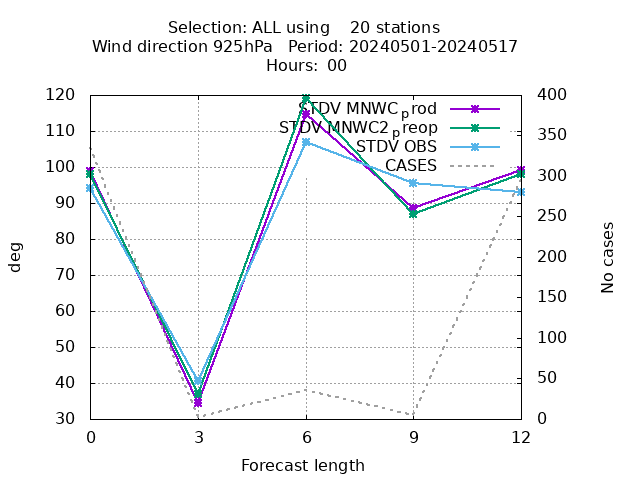 Selection: ALL using 20 stations
Wind direction 925hPa Period: 20240501-20240517
Hours: 00
120
110
100
90
80
70
60
50
40
30
400
350
300
250
200
150
100
50
0
STDV MNWCprod
STDV MNWC2preop
STDV OBS
CASES
deg
No cases
0 3 6 9 12
Forecast length